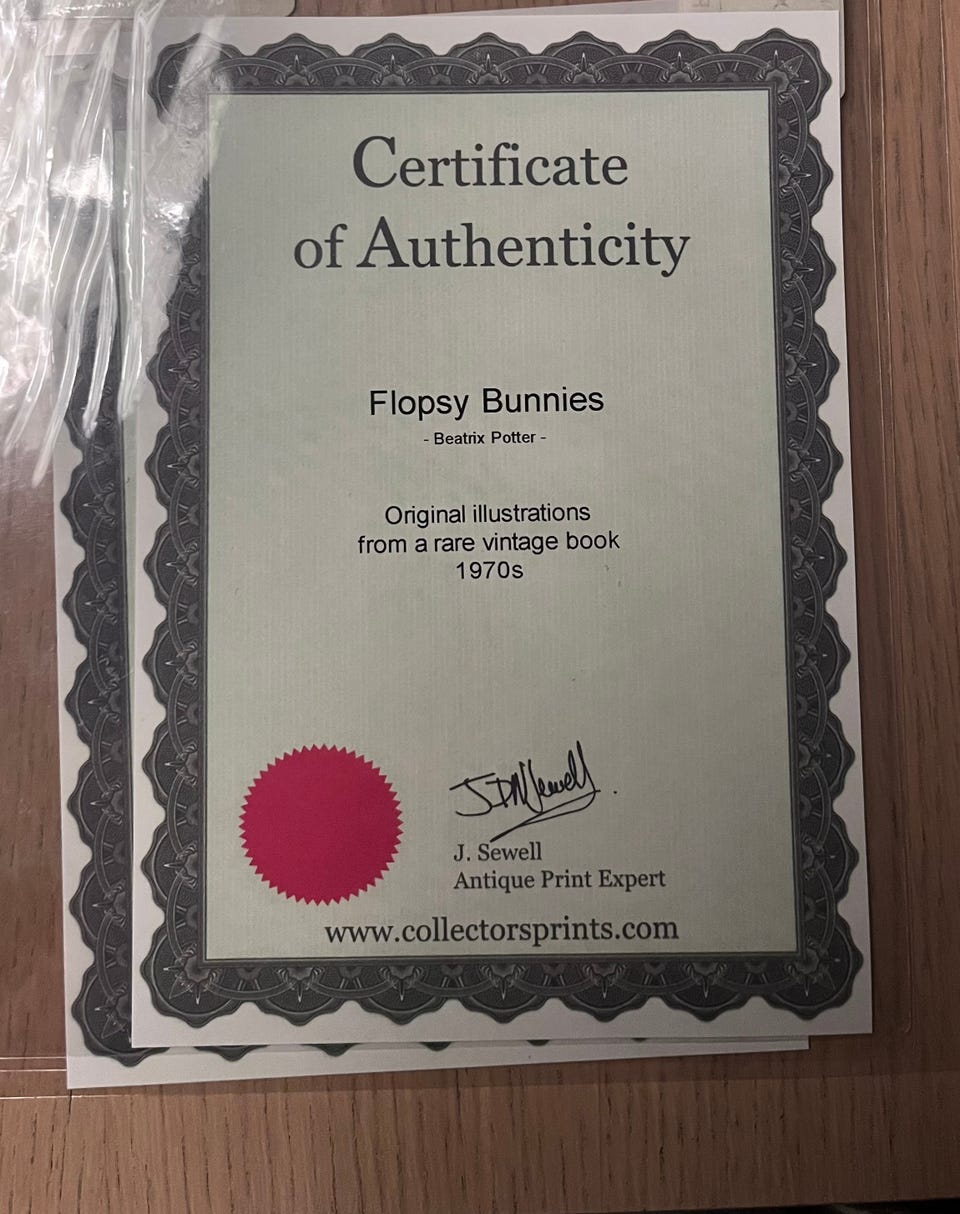 Certificate
of Authenticity
Flopsy Bunnies
- Beatrix Potter -
Original illustrations
from a rare vintage book
1970s
J. Sewell
Antique Print Expert
www.collectorsprints.com